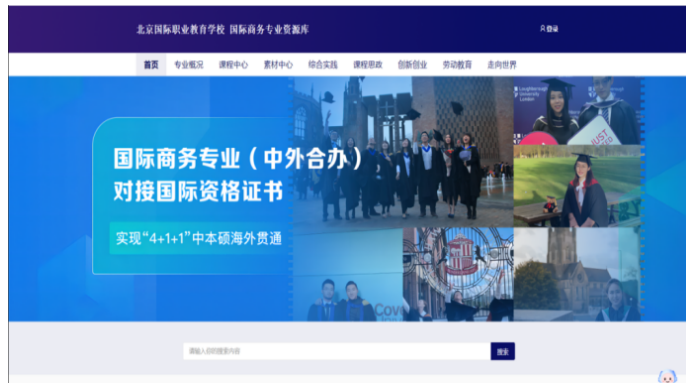 北京国际职业教育学校 国际商务专业资源库
登录
首页 专业概况 课程中心 素材中心 综合实践 课程思政 创新创业 劳动教育 走向世界
国际商务专业（中外合办）
对接国际资格证书
实现“4+1+1”中本硕海外贯通
Loughborough
University
London
JUST
Cove
请输入你的搜索内容
搜索